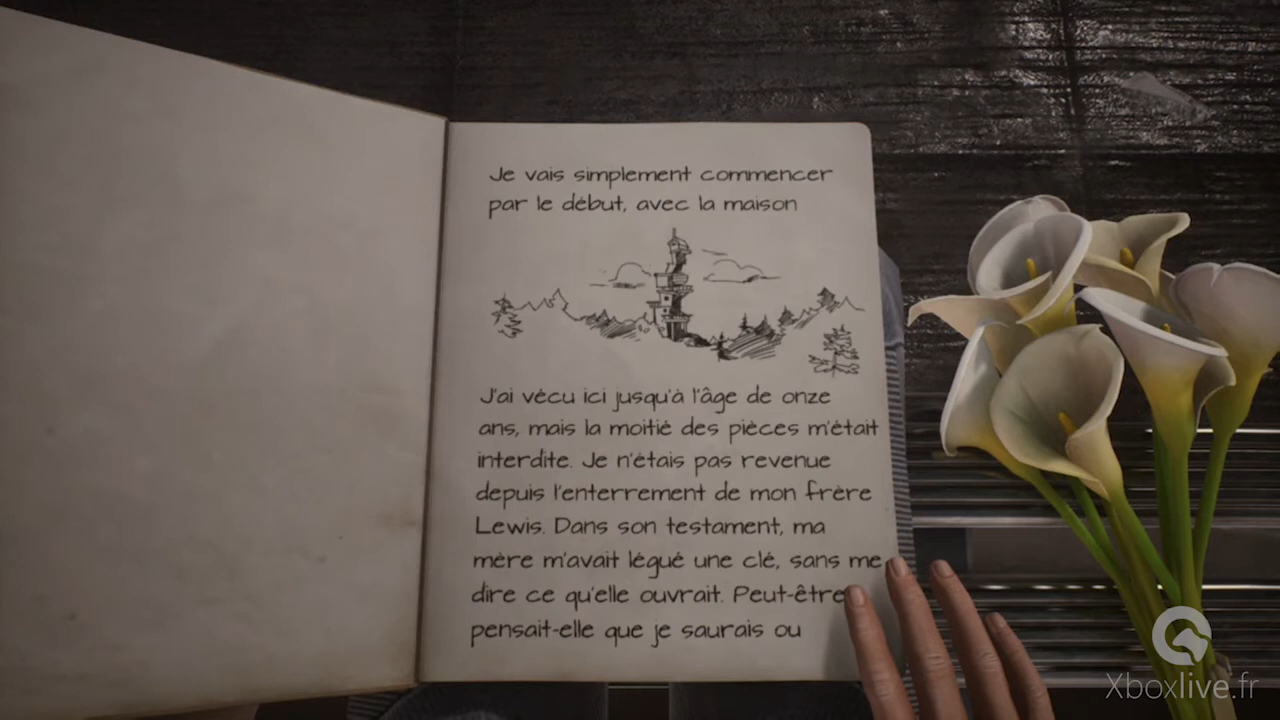 Je vais simplement commencer
par le début, avec la maison
J'ai vécu ici jusqu'à l'âge de onze
ans, mais la moitié des pièces m'était
interdite. Je n'étais pas revenue
depuis l'enterrement de mon frère
Lewis. Dans son testament, ma
mère m'avait légué une clé, sans me
dire ce qu'elle ouvrait. Peut-être
pensait-elle que je saurais ou
Xboxlive.fr